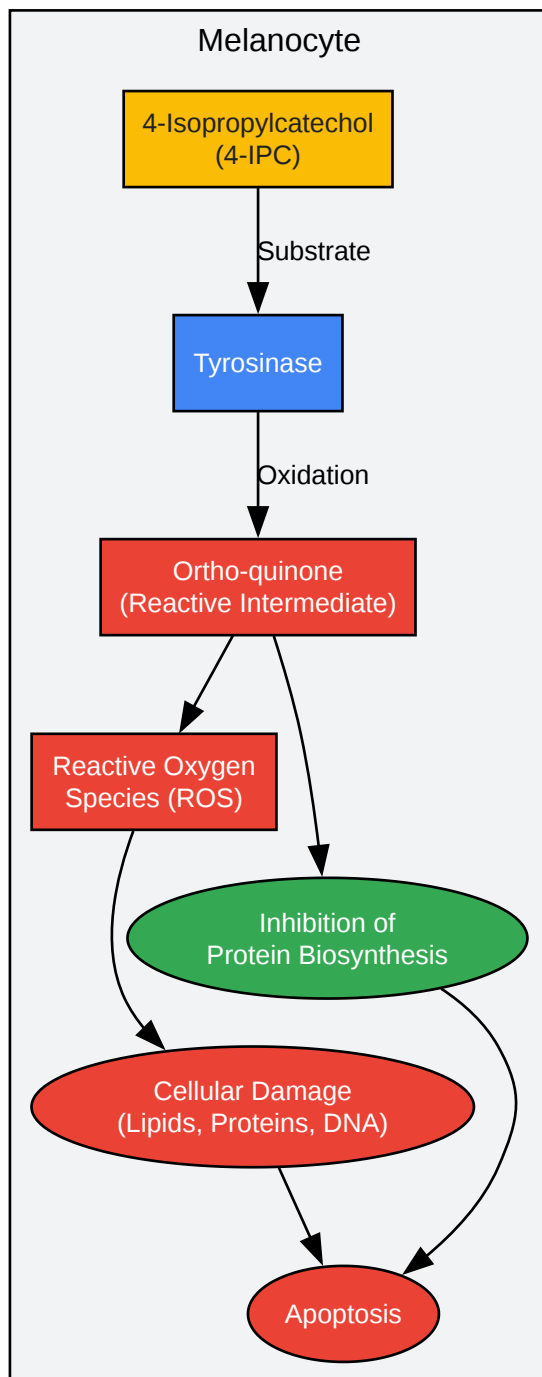 Melanocyte
4-Isopropylcatechol
(4-IPC)
Substrate
Tyrosinase
Oxidation
Ortho-quinone
(Reactive Intermediate)
Reactive Oxygen
Species (ROS)
Inhibition of
Protein Biosynthesis
Cellular Damage
(Lipids, Proteins, DNA)
Apoptosis